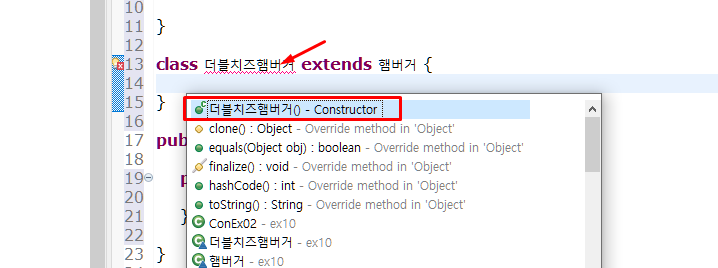 10
11 }
12
13 class 더블치즈햄버거 extends 햄버거 {
14
15 }
16
더블치즈햄버거() - Constructor
clone() : Object - Override method in 'Object'
17 pu
equals(Object obj) : boolean - Override method in 'Object'
18
finalize() : void - Override method in 'Object'
19 p
hashCode() : int - Override method in 'Object'
20
toString() : String - Override method in 'Object'
21 }
ConEx02 - ex10
22
더블치즈햄버거 - ex10
23 }
햄버거 - ex10